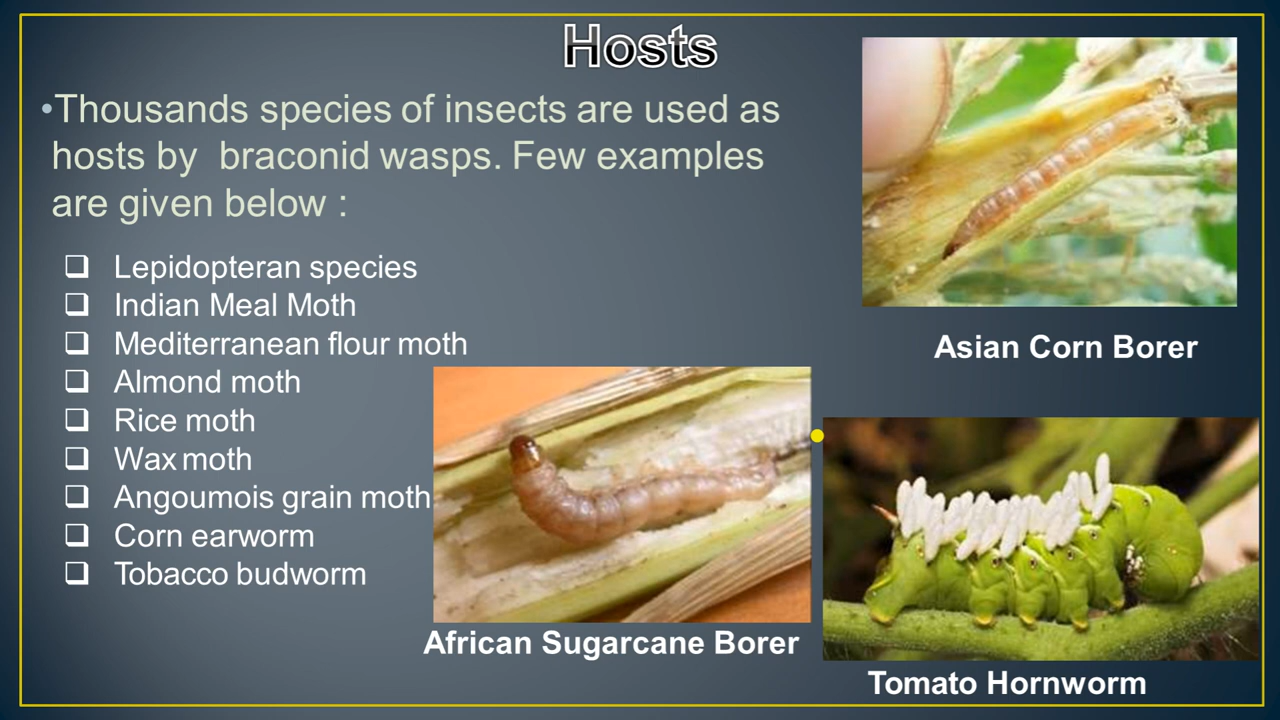 Hosts
•Thousands species of insects are used as
hosts by braconid wasps. Few examples
are given below :
❑ Lepidopteran species
❑ Indian Meal Moth
❑ Mediterranean flour moth
❑ Almond moth
❑ Rice moth
❑ Wax moth
❑ Angoumois grain moth
❑ Corn earworm
❑ Tobacco budworm
Asian Corn Borer
African Sugarcane Borer
Tomato Hornworm